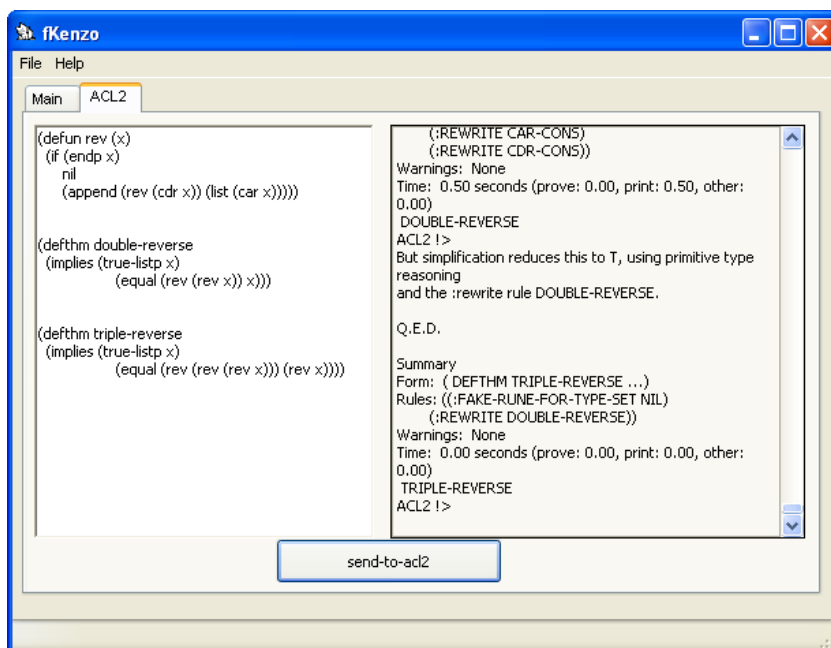 fKenzo
File Help
Main ACL2
(defun rev (x)
(if (endp x)
nil
(append (rev (cdr x)) (list (car x)))))
(defthm double-reverse
(implies (true-listp x)
(equal (rev (rev x)) x)))
(defthm triple-reverse
(implies (true-listp x)
(equal (rev (rev (rev x))) (rev x))))
(:REWRITE CAR-CONS)
(:REWRITE CDR-CONS))
Warnings: None
Time: 0.50 seconds (prove: 0.00, print: 0.50, other:
0.00)
DOUBLE-REVERSE
ACL2 !>
But simplification reduces this to T, using primitive type
reasoning
and the :rewrite rule DOUBLE-REVERSE.
Q.E.D.
Summary
Form: ( DEFTHM TRIPLE-REVERSE ...)
Rules: ((:FAKE-RUNE-FOR-TYPE-SET NIL)
(:REWRITE DOUBLE-REVERSE))
Warnings: None
Time: 0.00 seconds (prove: 0.00, print: 0.00, other:
0.00)
TRIPLE-REVERSE
ACL2 !>
send-to-acl2